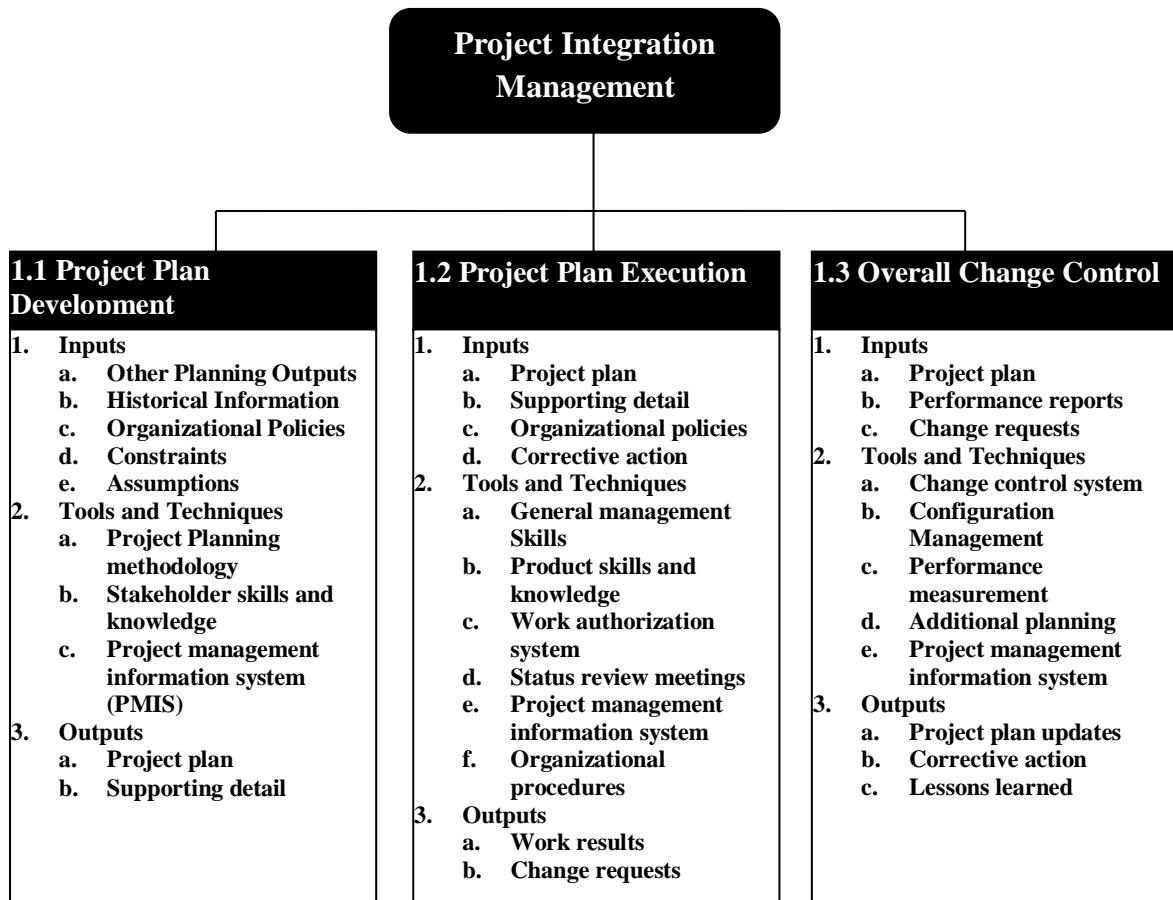 Project Integration
Management
1.1 Project Plan
Development
1. Inputs
a. Other Planning Outputs
b. Historical Information
c. Organizational Policies
d. Constraints
e. Assumptions
2. Tools and Techniques
a. Project Planning
methodology
b. Stakeholder skills and
knowledge
c. Project management
information system
(PMIS)
3. Outputs
a. Project plan
b. Supporting detail
1.2 Project Plan Execution
1. Inputs
a. Project plan
b. Supporting detail
c. Organizational policies
d. Corrective action
2. Tools and Techniques
a. General management
Skills
b. Product skills and
knowledge
c. Work authorization
system
d. Status review meetings
e. Project management
information system
f. Organizational
procedures
3. Outputs
a. Work results
b. Change requests
1.3 Overall Change Control
1. Inputs
a. Project plan
b. Performance reports
c. Change requests
2. Tools and Techniques
a. Change control system
b. Configuration
Management
c. Performance
measurement
d. Additional planning
e. Project management
information system
3. Outputs
a. Project plan updates
b. Corrective action
c. Lessons learned